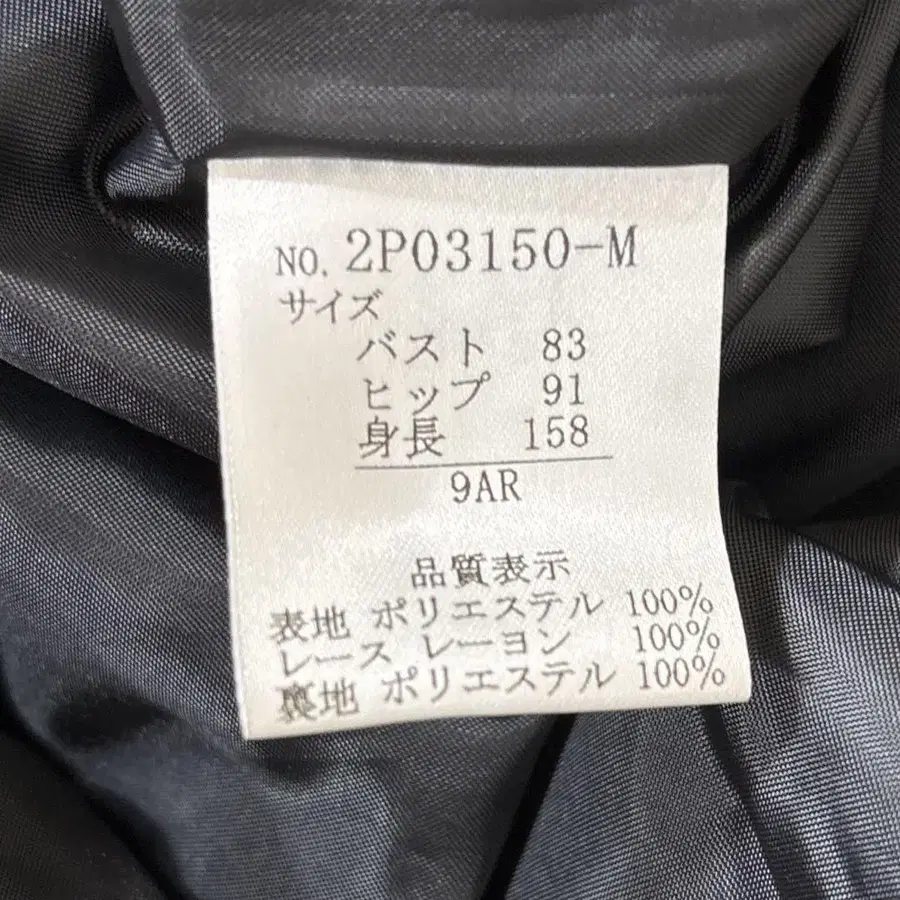 NO. 2P03150-M
サイズ
バスト 83
ヒップ 91
身長 158
9AR
品質表示
表地 ポリエステル 100%
レース レーヨン 100%
裏地 ポリエステル 100%